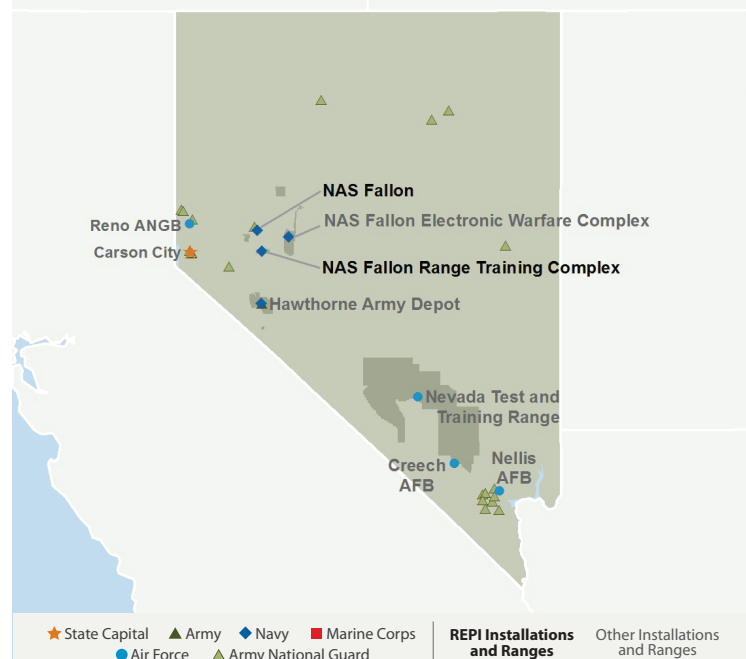 NAS Fallon
NAS Fallon Electronic Warfare Complex
Reno ANGB
Carson City
NAS Fallon Range Training Complex
Hawthorne Army Depot
Nevada Test and
Training Range
Creech
AFB
Nellis
AFB
State Capital Army Navy Marine Corps
Air Force Army National Guard
REPI Installations
and Ranges
Other Installations
and Ranges